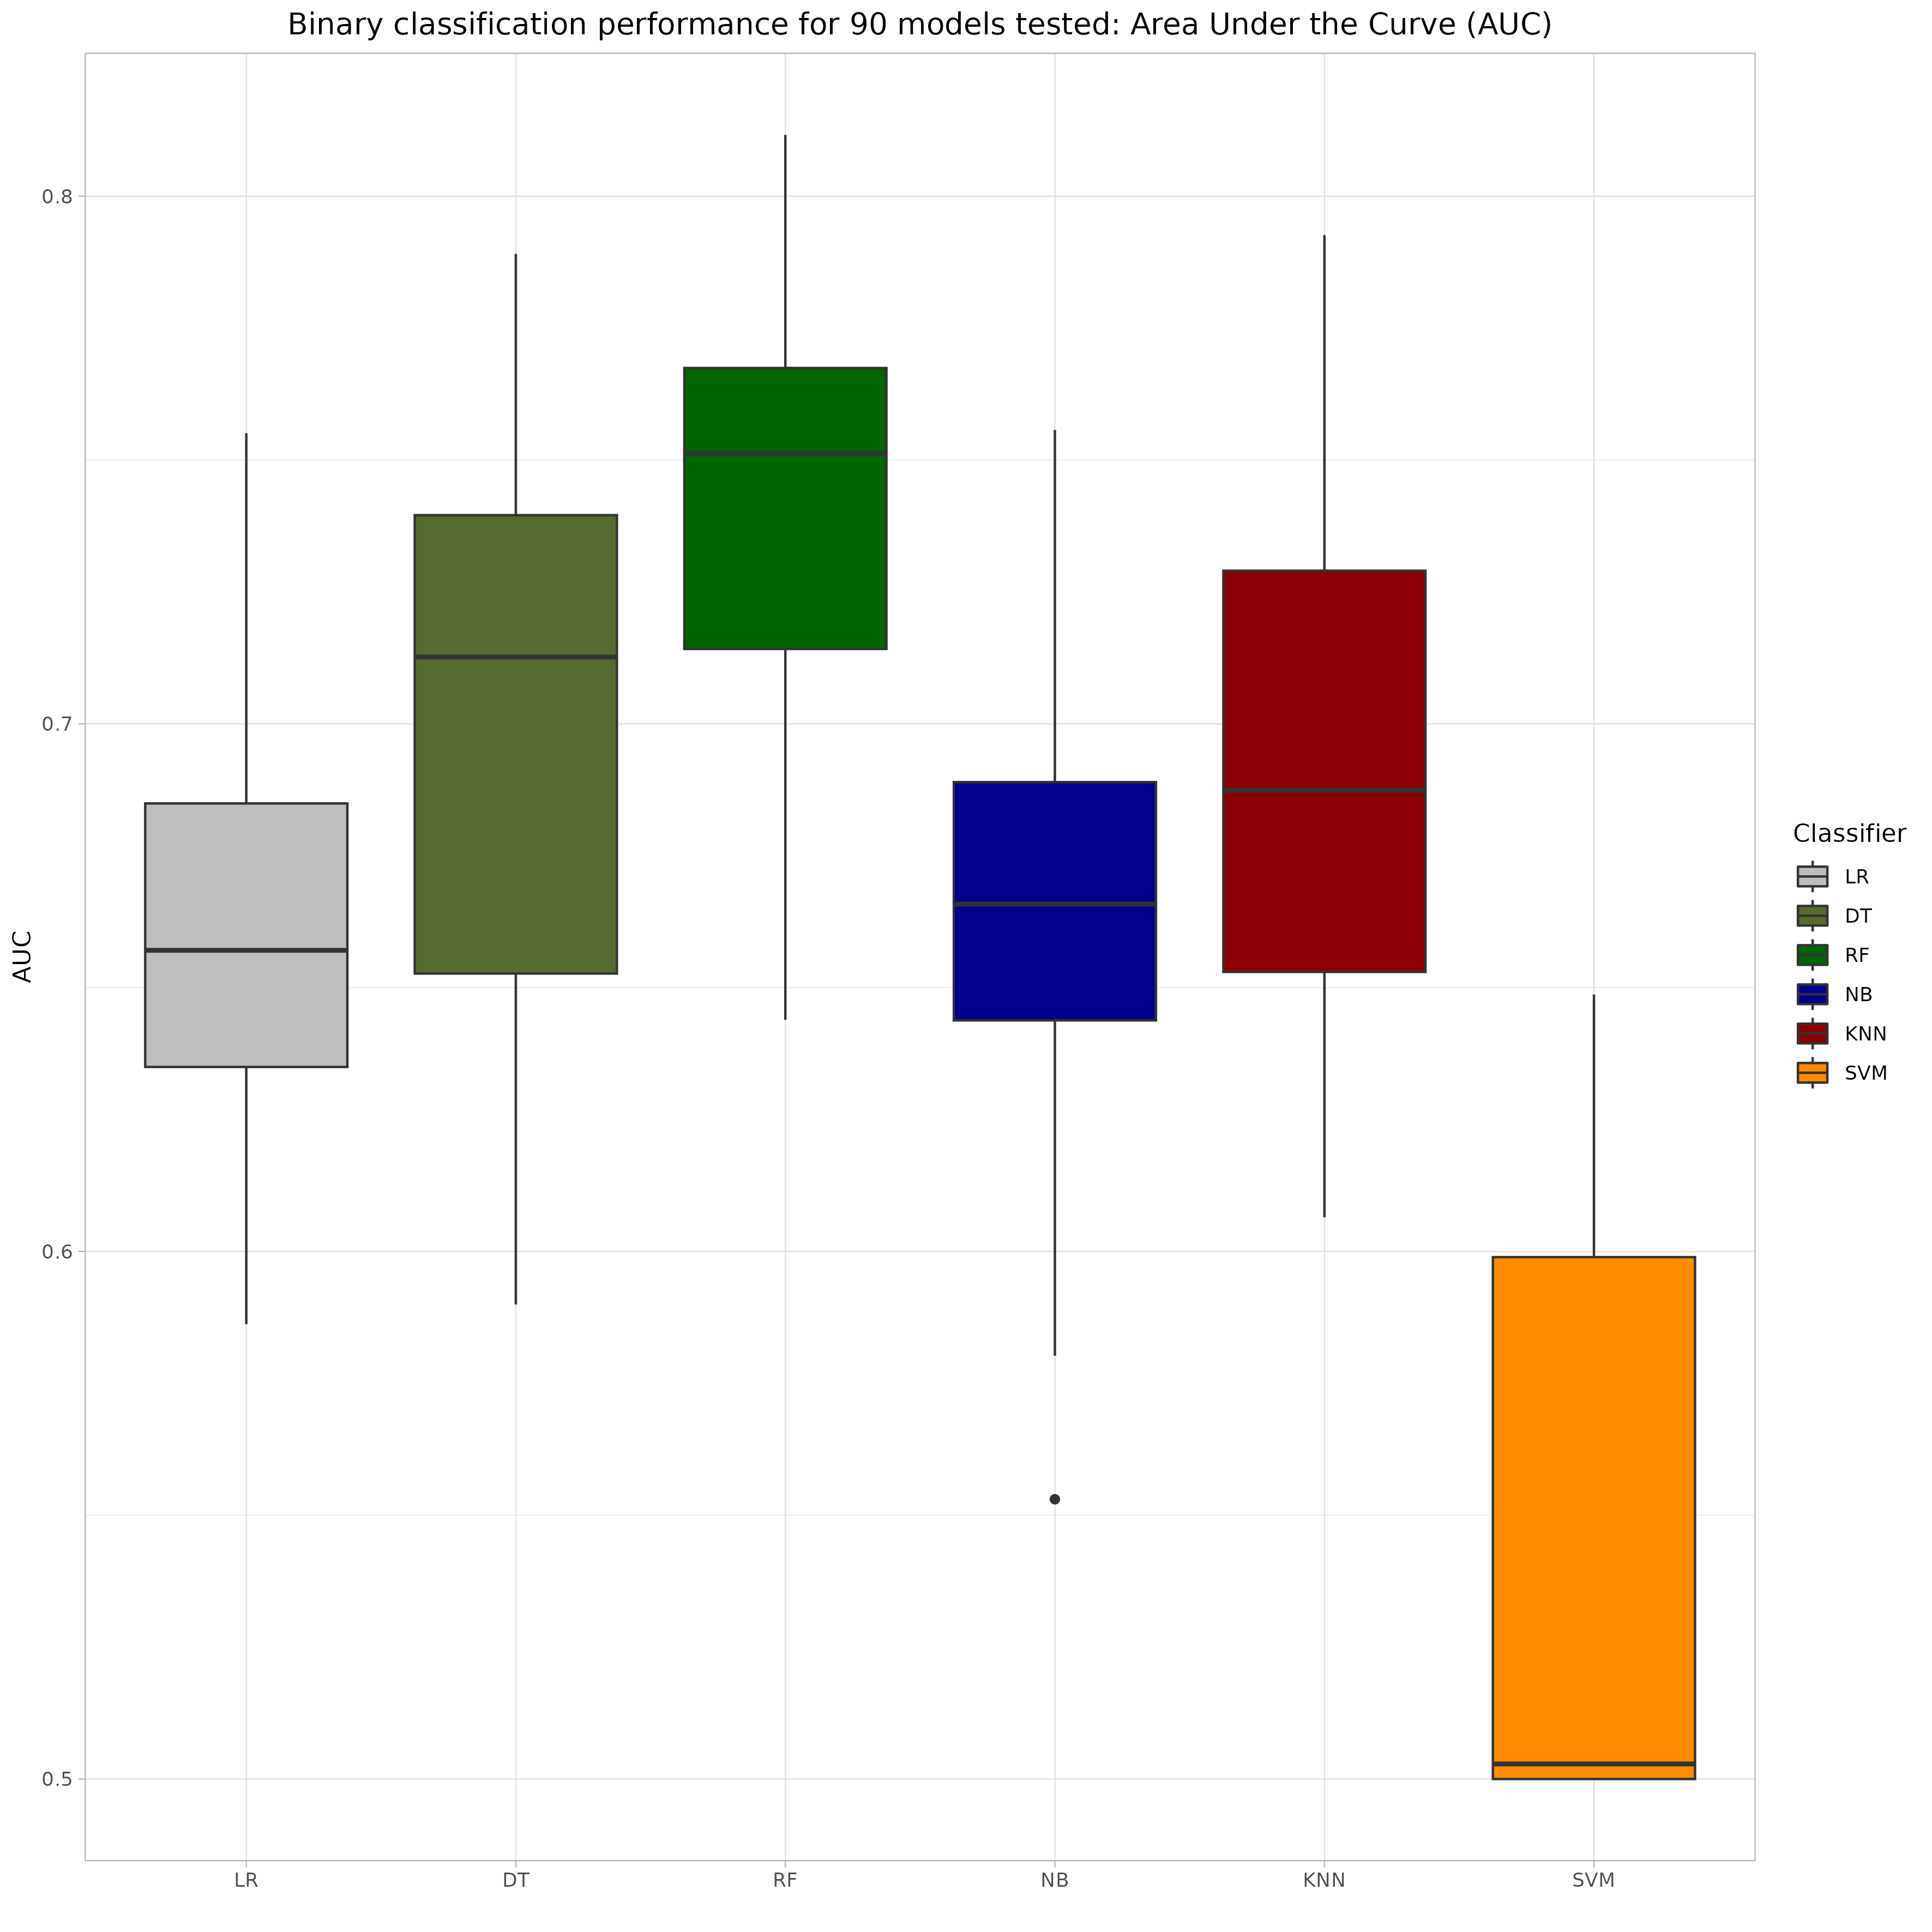 Binary classification performance for 90 models tested: Area Under the Curve (AUC)
AUC
0.8
0.7
0.6
0.5
LR DT RF NB KNN SVM
Classifier
LR
DT
RF
NB
KNN
SVM